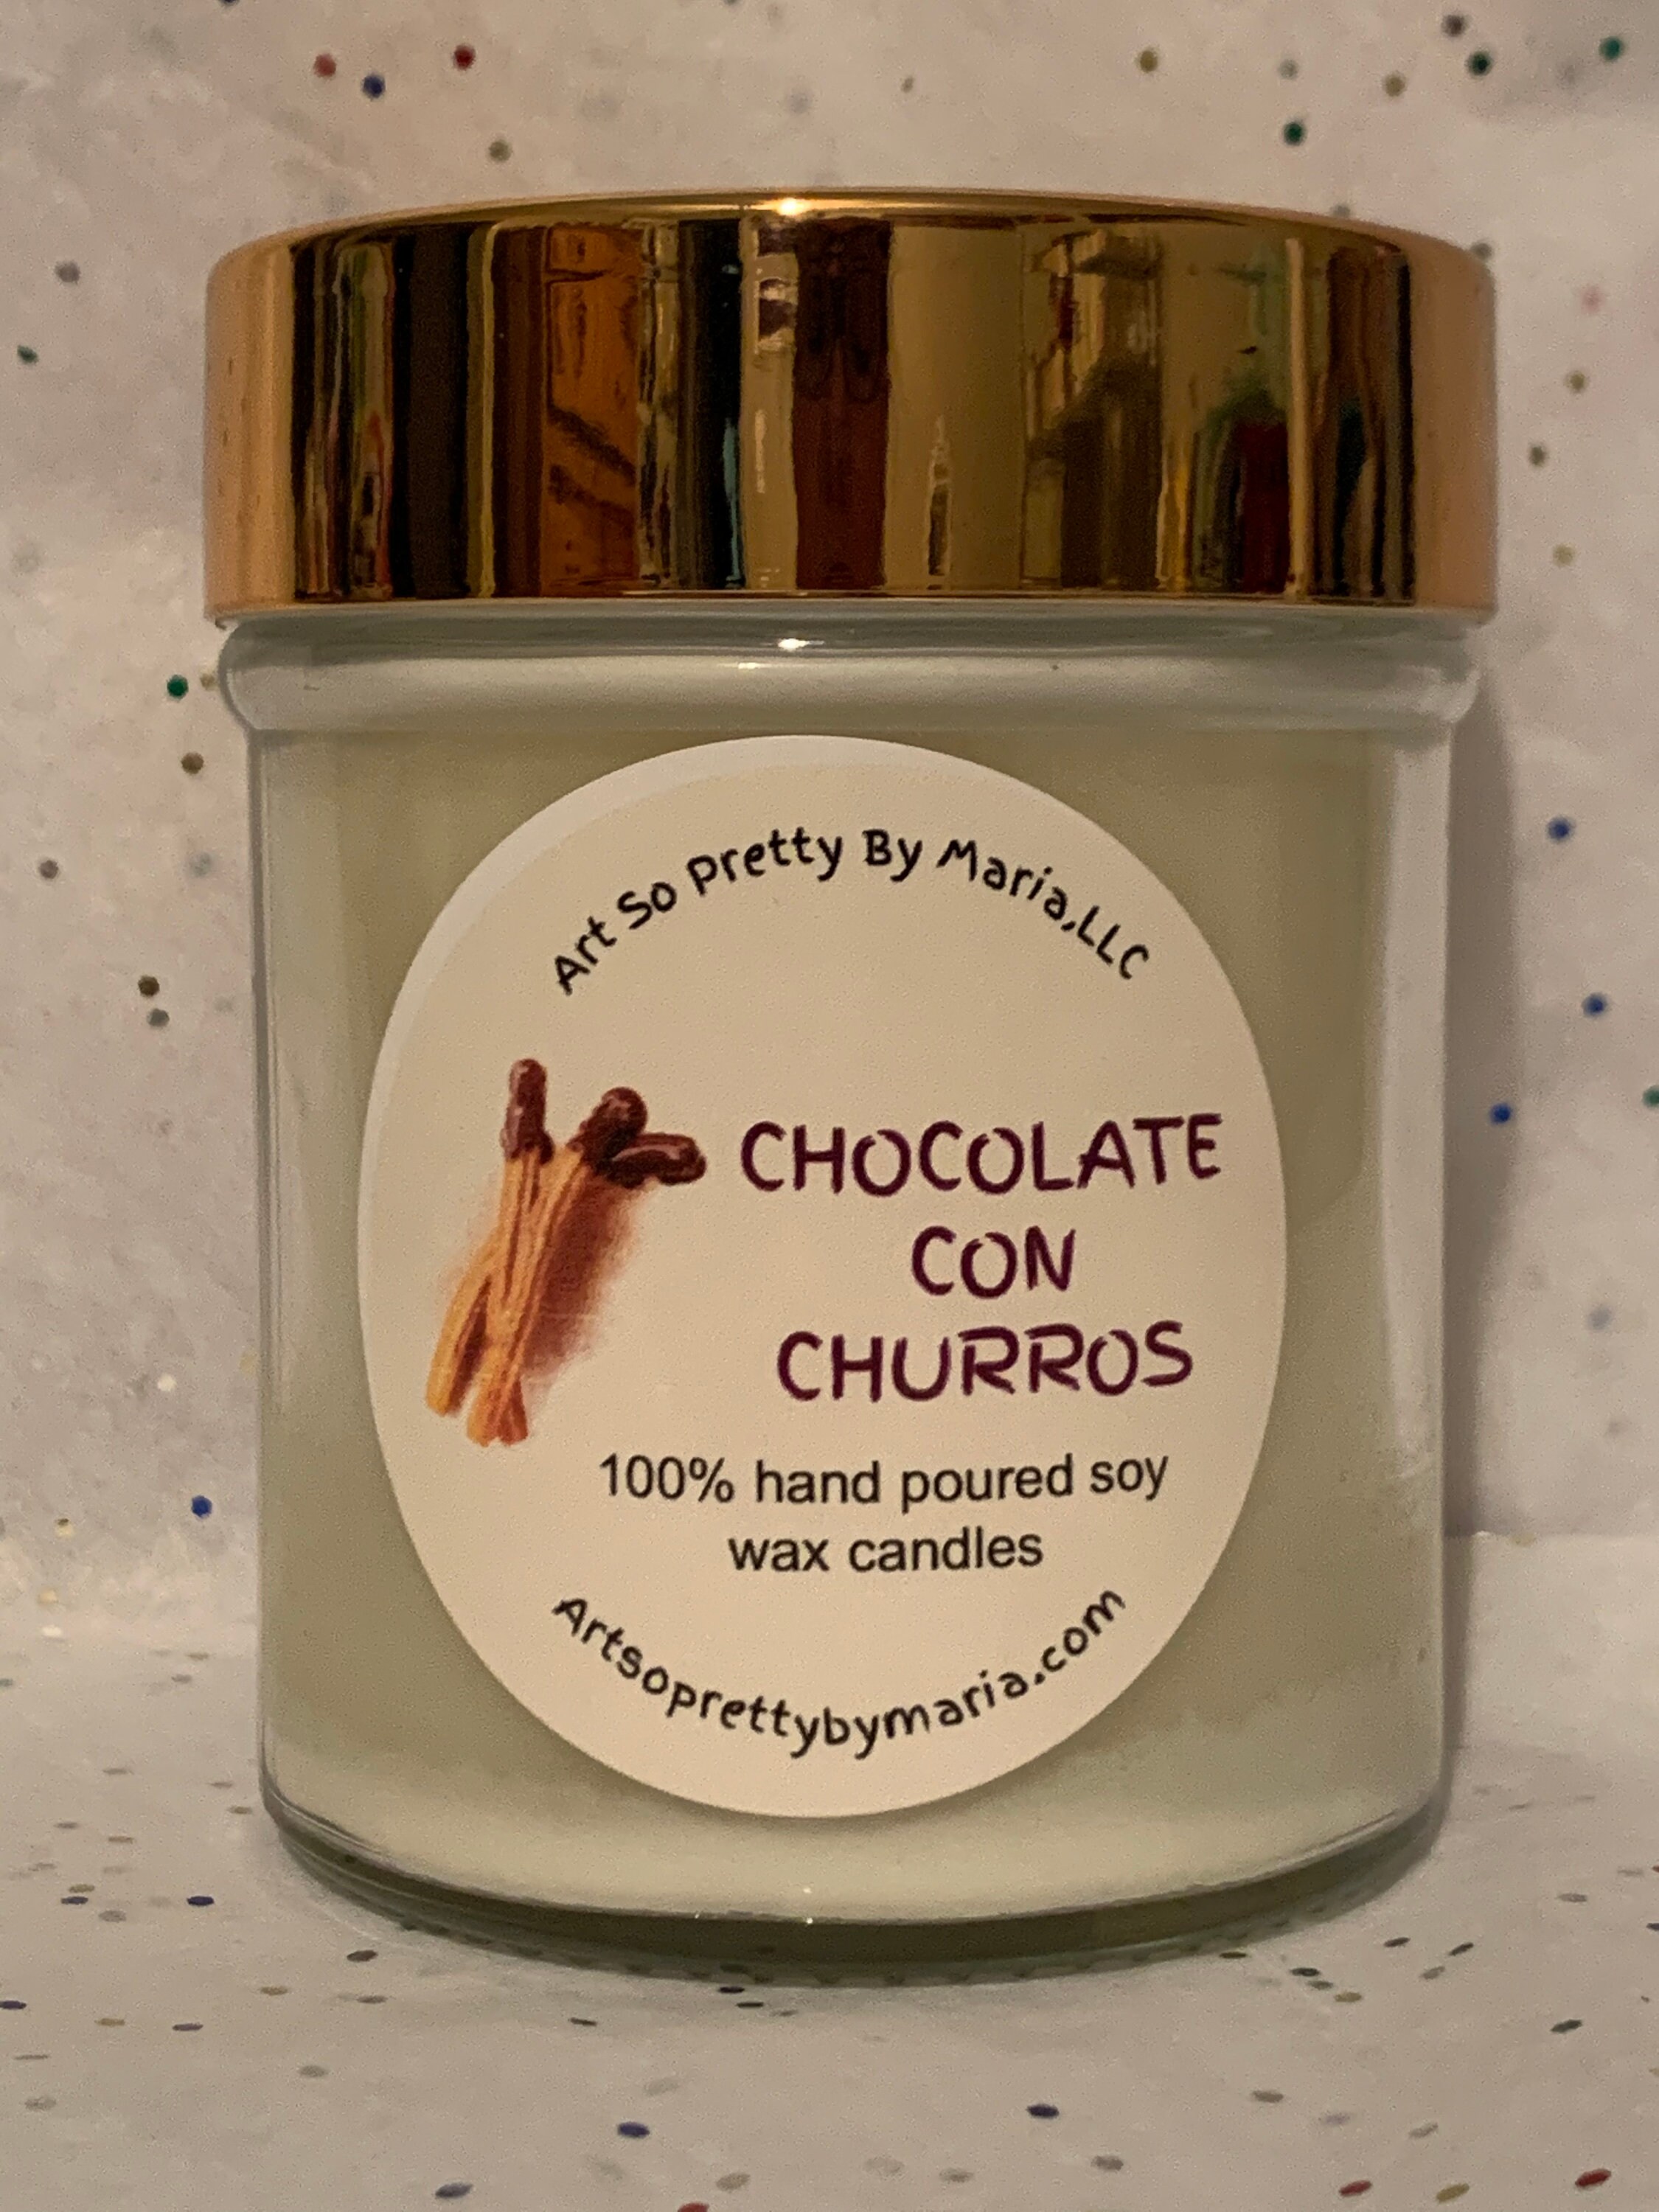 Art So Pretty By Maria,LLC
CHOCOLATE
CON
CHURROS
100% hand poured soy
wax candles
Artsoprettybymaria.com